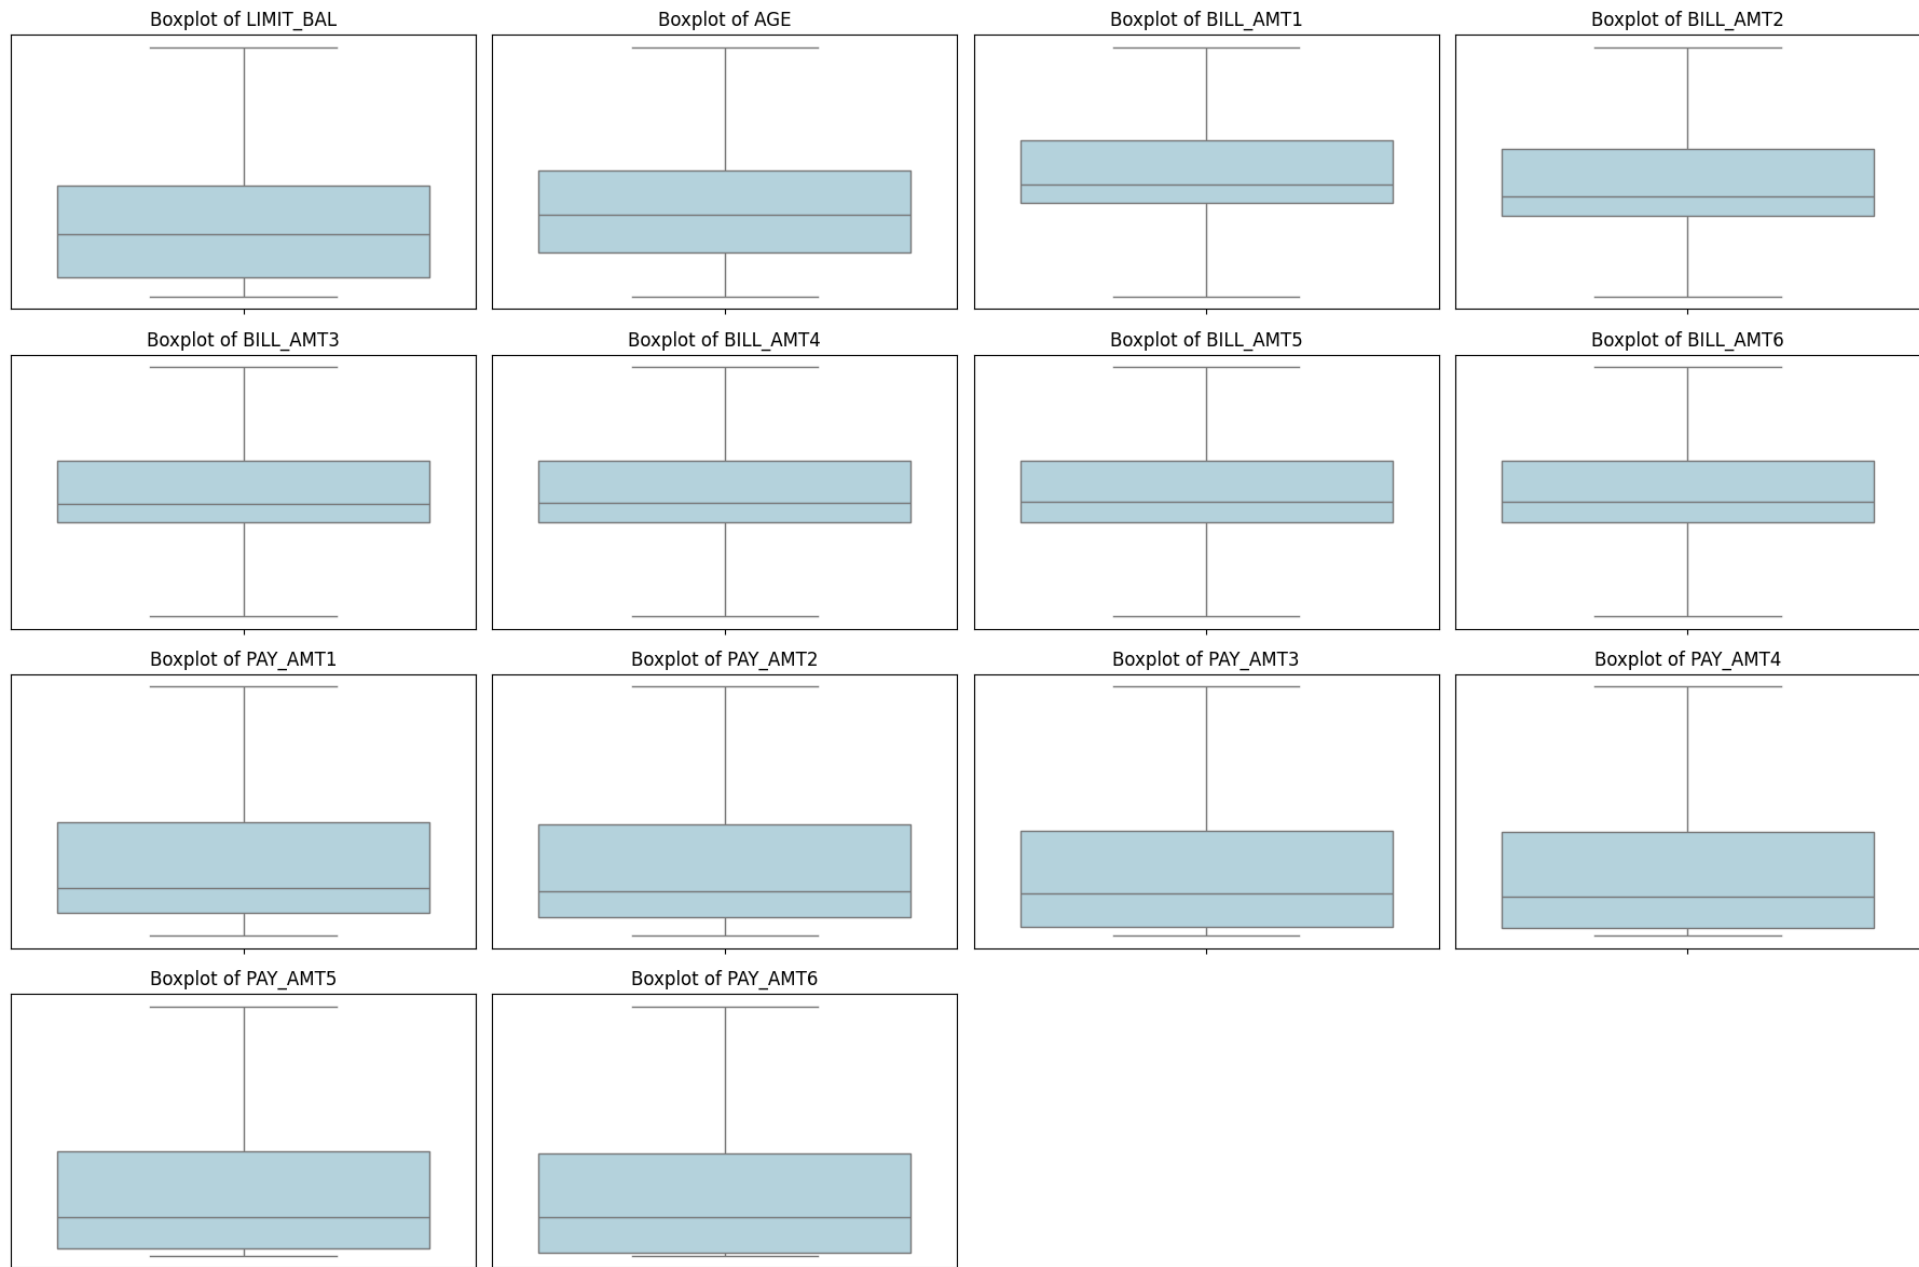 Boxplot of LIMIT_BAL
Boxplot of AGE
Boxplot of BILL_AMT1
Boxplot of BILL_AMT2
Boxplot of BILL_AMT3
Boxplot of BILL_AMT4
Boxplot of BILL_AMT5
Boxplot of BILL_AMT6
Boxplot of PAY_AMT1
Boxplot of PAY_AMT2
Boxplot of PAY_AMT3
Boxplot of PAY_AMT4
Boxplot of PAY_AMT5
Boxplot of PAY_AMT6